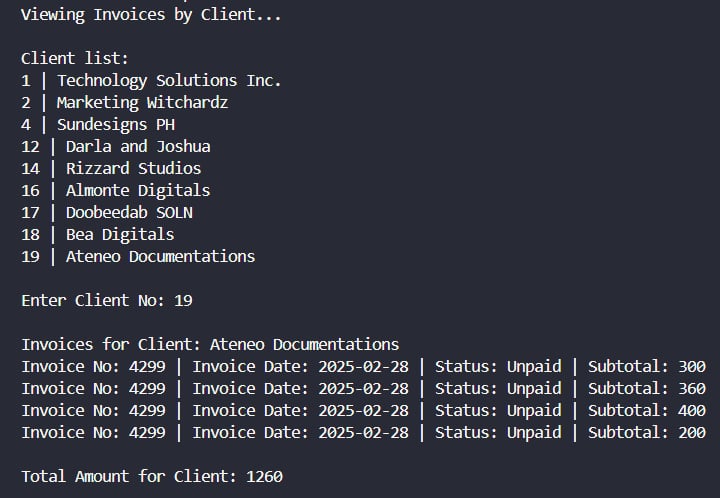 Viewing Invoices by Client...
Client list:
1 | Technology Solutions Inc.
2 | Marketing Witchardz
4 | Sundesigns PH
12 | Darla and Joshua
14 | Rizzard Studios
16 | Almonte Digitals
17 | Doobeedab SOLN
18 | Bea Digitals
19 | Ateneo Documentations
Enter Client No: 19
Invoices for Client: Ateneo Documentations
Invoice No: 4299 | Invoice Date: 2025-02-28 | Status: Unpaid | Subtotal: 300
Invoice No: 4299 | Invoice Date: 2025-02-28 | Status: Unpaid | Subtotal: 360
Invoice No: 4299 | Invoice Date: 2025-02-28 | Status: Unpaid | Subtotal: 400
Invoice No: 4299 | Invoice Date: 2025-02-28 | Status: Unpaid | Subtotal: 200
Total Amount for Client: 1260